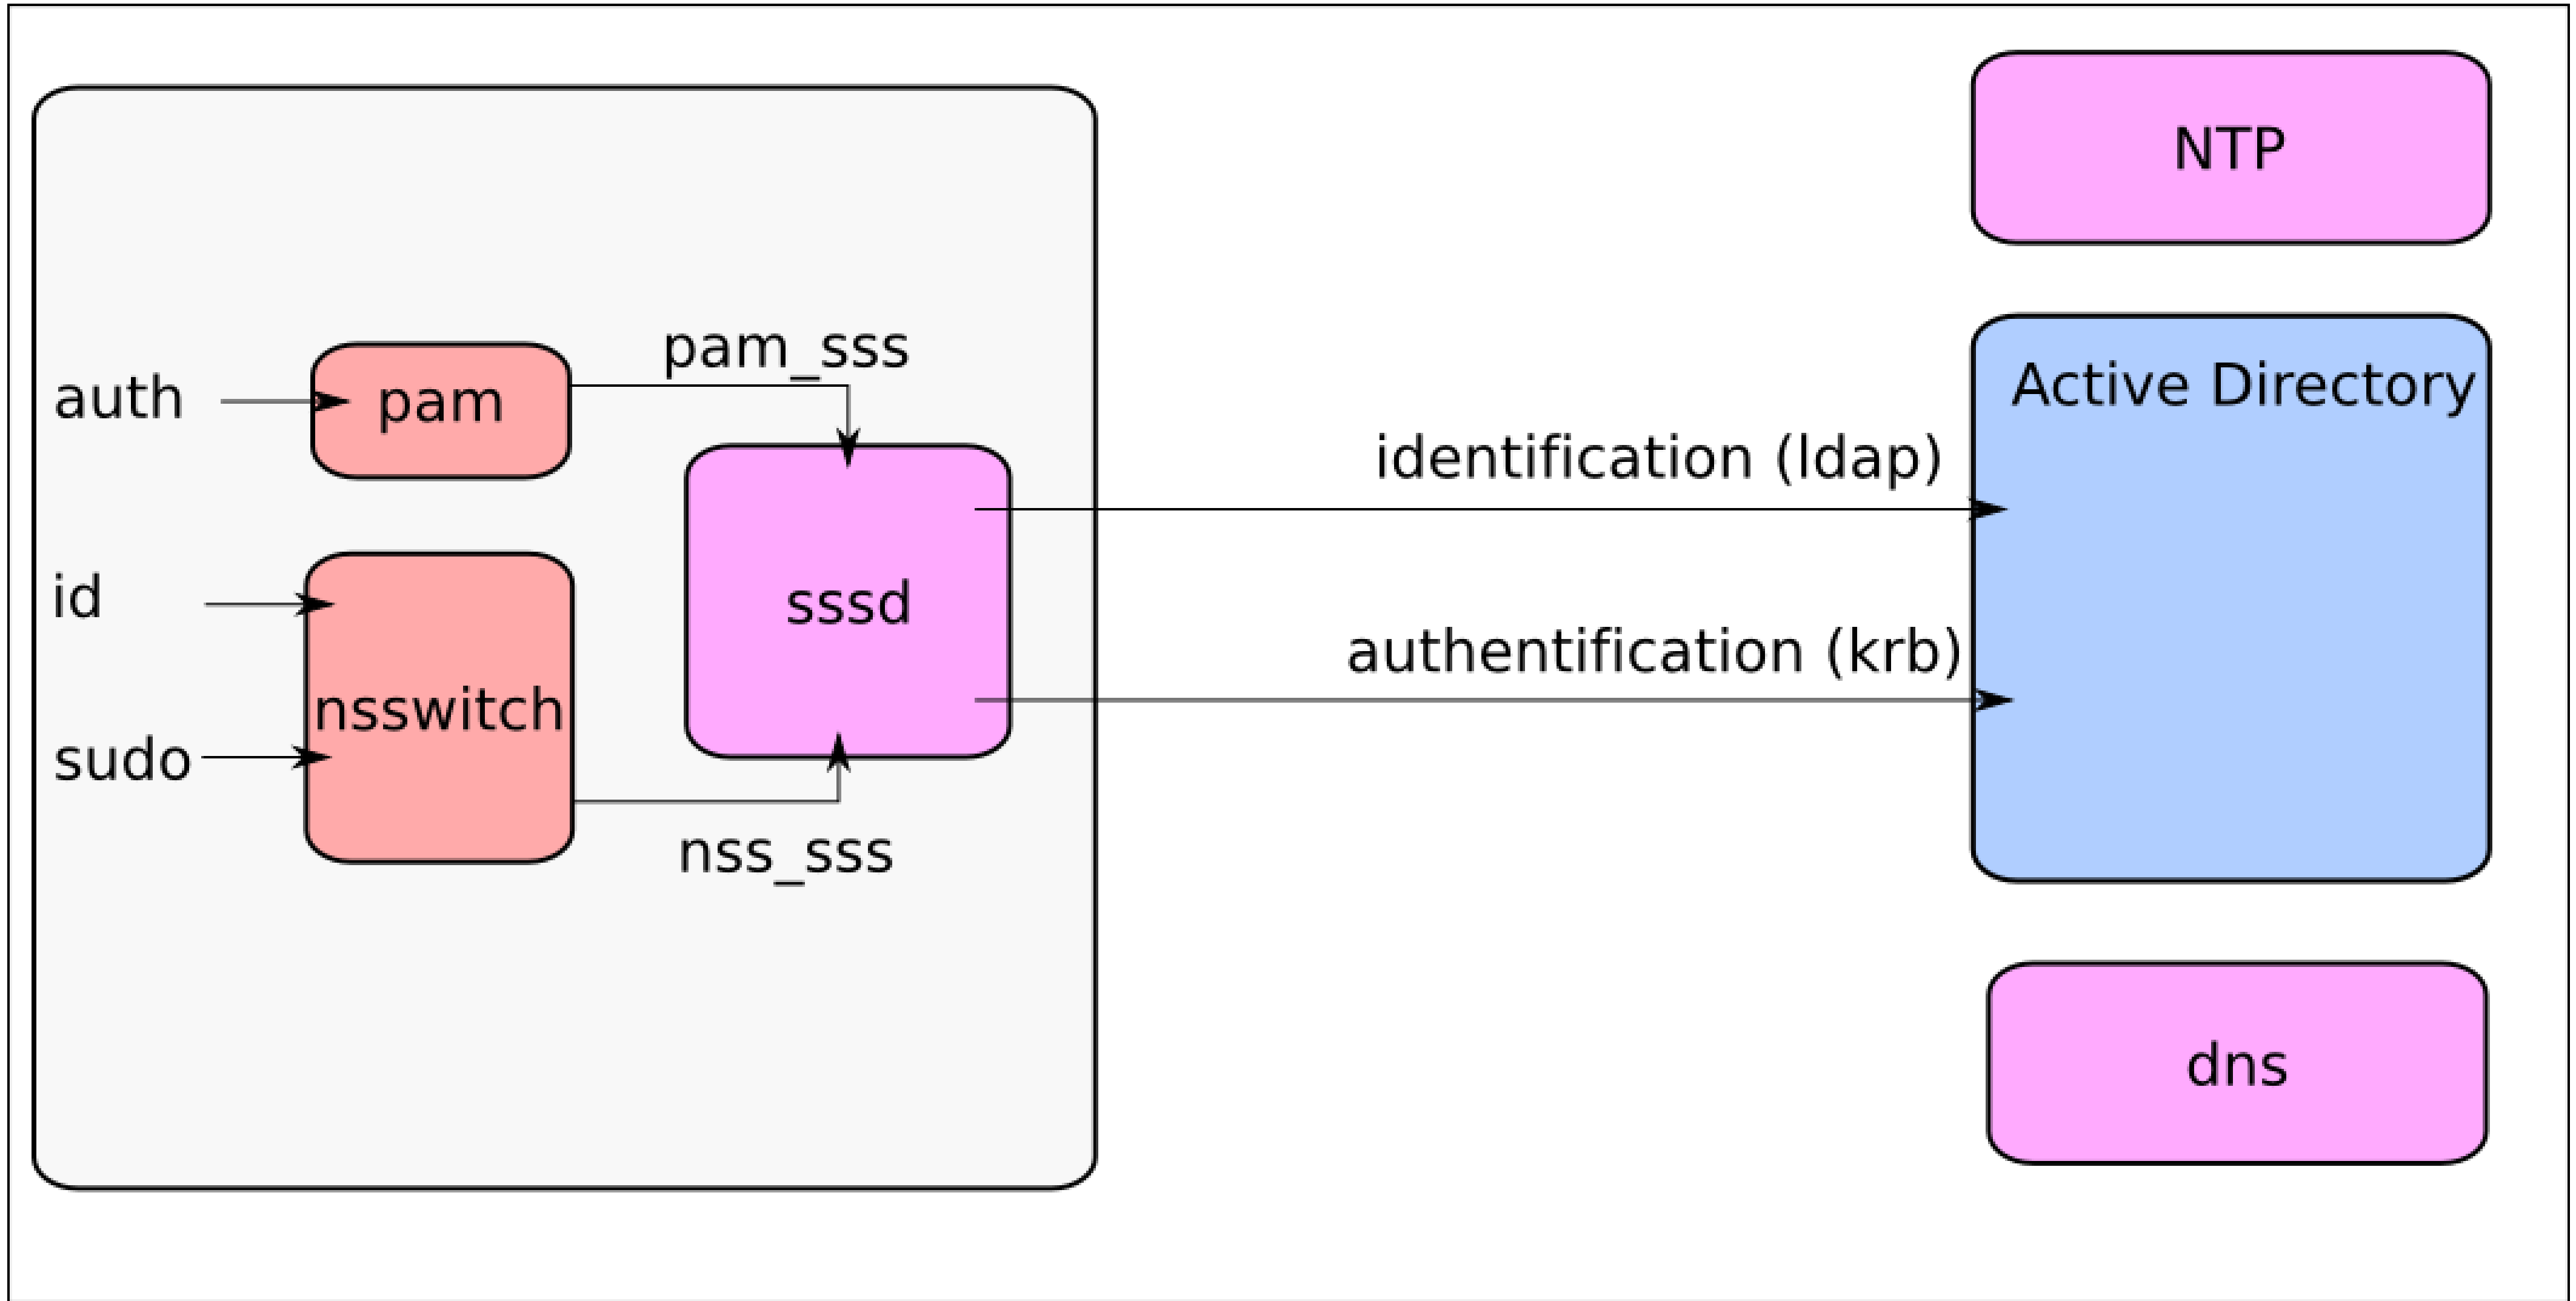 NTP
auth
pam
pam_sss
Active Directory
identification (ldap)
id
sssd
authentification (krb)
nsswitch
sudo
nss_sss
dns